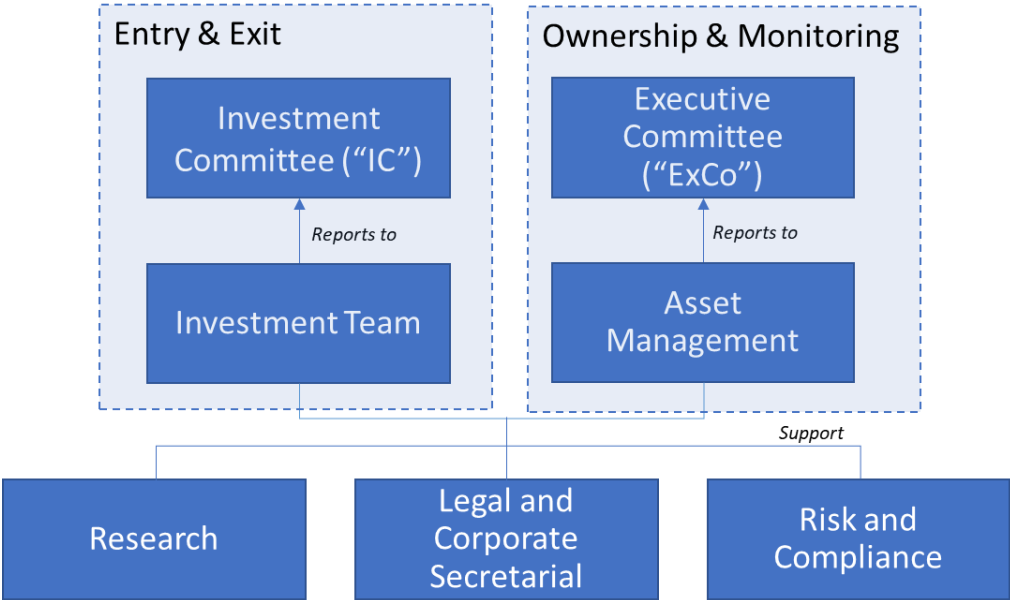 Entry & Exit
Investment
Committee (“IC”)
Reports to
Investment Team
Ownership & Monitoring
Executive
Committee
(“ExCo”)
Reports to
Asset
Management
Support
Research
Legal and
Corporate
Secretarial
Risk and
Compliance